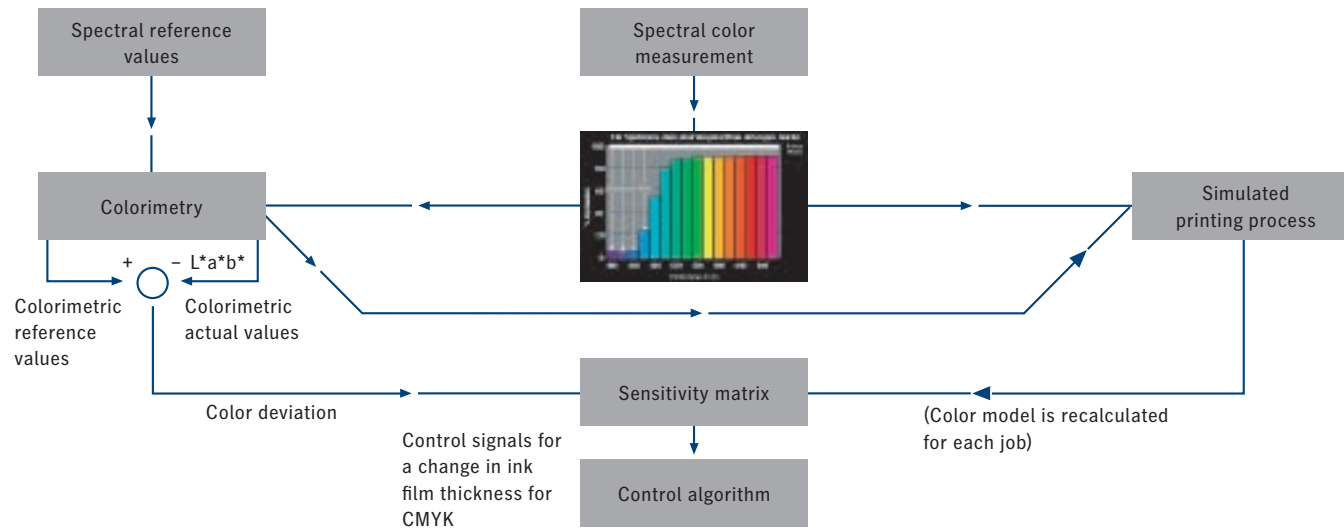 Spectral reference
values
Spectral color
measurement
Colorimetry
Simulated
printing process
+
– L*a*b*
Colorimetric
reference
values
Colorimetric
actual values
Color deviation
Sensitivity matrix
(Color model is recalculated
for each job)
Control signals for
a change in ink
film thickness for
CMYK
Control algorithm